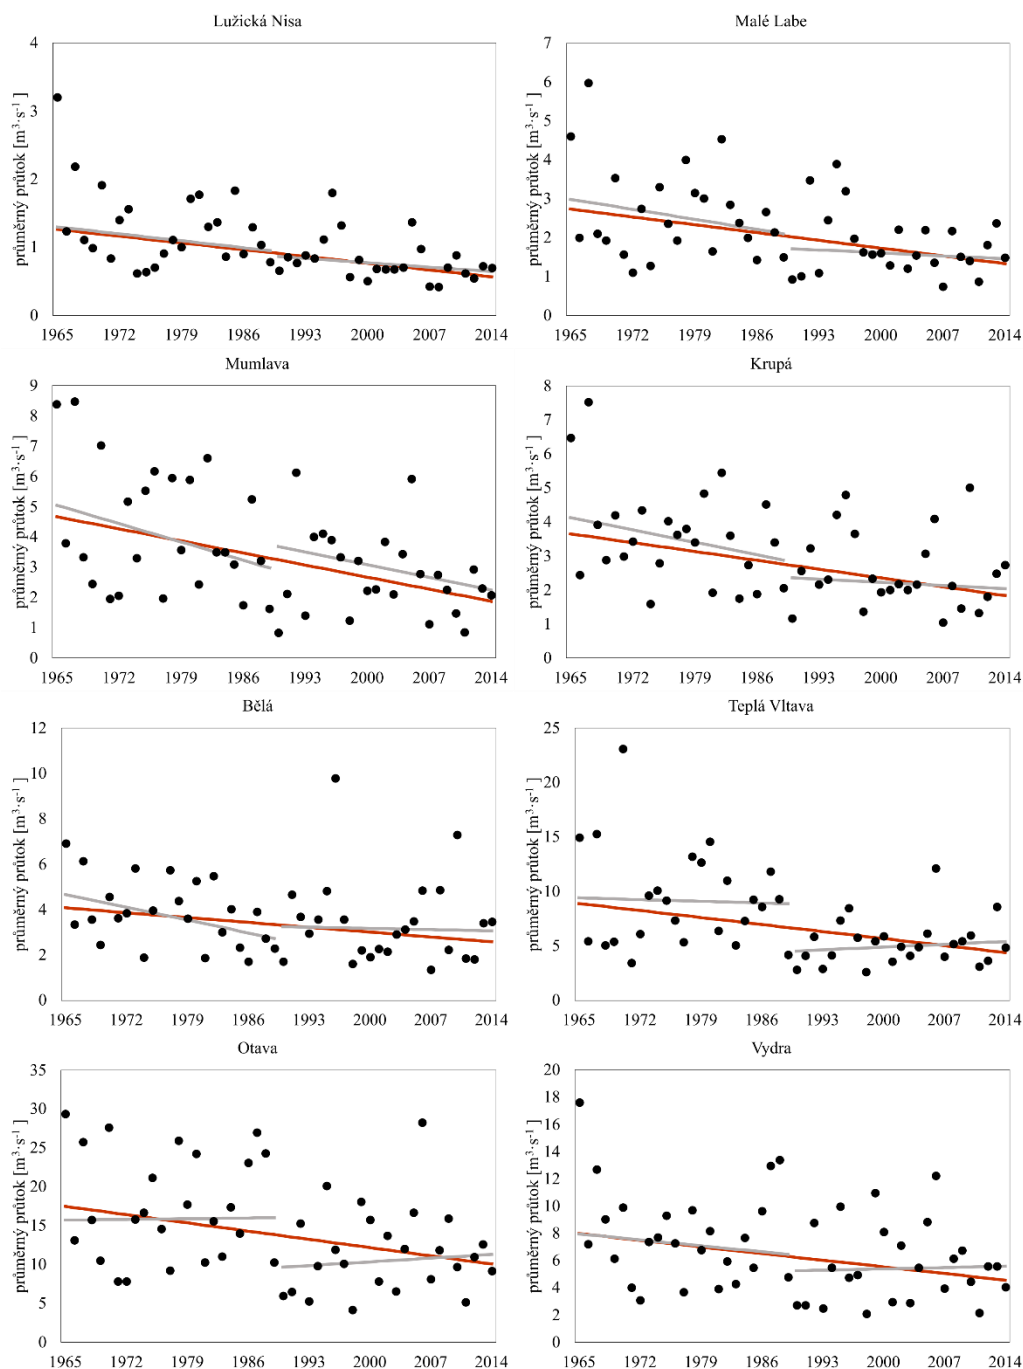 Lužická Nisa
průměrný průtok [m³·s⁻¹ ]
4
3
2
1
0
1965 1972 1979 1986 1993 2000 2007 2014
Malé Labe
průměrný průtok [m³·s⁻¹ ]
7
6
5
4
3
2
1
0
1965 1972 1979 1986 1993 2000 2007 2014
Mumlava
průměrný průtok [m³·s⁻¹ ]
9
8
7
6
5
4
3
2
1
0
1965 1972 1979 1986 1993 2000 2007 2014
Krupá
průměrný průtok [m³·s⁻¹ ]
8
7
6
5
4
3
2
1
0
1965 1972 1979 1986 1993 2000 2007 2014
Bělá
průměrný průtok [m³·s⁻¹ ]
12
10
8
6
4
2
0
1965 1972 1979 1986 1993 2000 2007 2014
Teplá Vltava
průměrný průtok [m³·s⁻¹ ]
25
20
15
10
5
0
1965 1972 1979 1986 1993 2000 2007 2014
Otava
průměrný průtok [m³·s⁻¹ ]
35
30
25
20
15
10
5
0
1965 1972 1979 1986 1993 2000 2007 2014
Vydra
průměrný průtok [m³·s⁻¹ ]
20
18
16
14
12
10
8
6
4
2
0
1965 1972 1979 1986 1993 2000 2007 2014